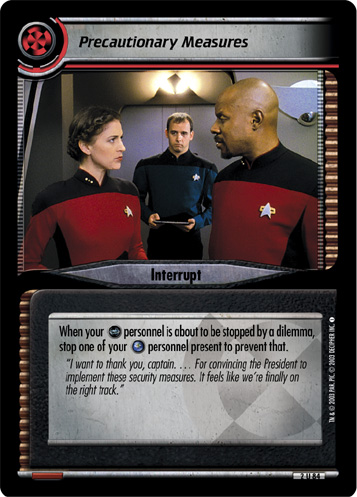 Precautionary Measures
Interrupt
When your personnel is about to be stopped by a dilemma,
stop one of your personnel present to prevent that.
"I want to thank you, captain. . . . For convincing the President to
implement these security measures. It feels like we're finally on
the right track."
TM & © 2003 PAR. PIC. © 2003 DECIPHER INC.
2 U 84